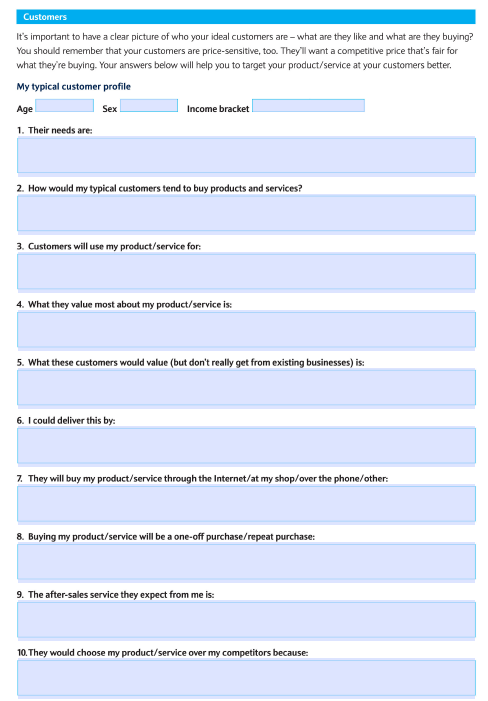 Customers
It's important to have a clear picture of who your ideal customers are – what are they like and what are they buying?
You should remember that your customers are price-sensitive, too. They'll want a competitive price that's fair for
what they're buying. Your answers below will help you to target your product/service at your customers better.
My typical customer profile
Age Sex Income bracket
1. Their needs are:
2. How would my typical customers tend to buy products and services?
3. Customers will use my product/service for:
4. What they value most about my product/service is:
5. What these customers would value (but don't really get from existing businesses) is:
6. I could deliver this by:
7. They will buy my product/service through the Internet/at my shop/over the phone/other:
8. Buying my product/service will be a one-off purchase/repeat purchase:
9. The after-sales service they expect from me is:
10. They would choose my product/service over my competitors because: